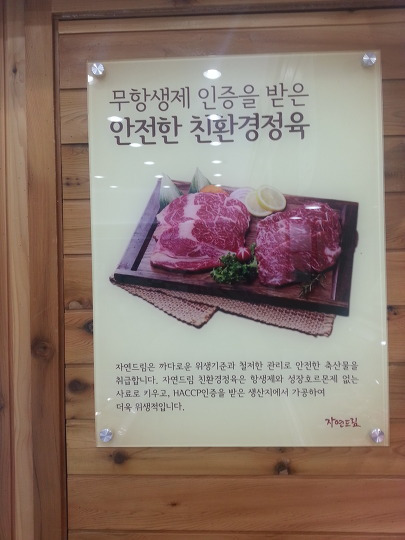 무항생제 인증을 받은
안전한 친환경정육
자연드림은 까다로운 위생기준과 철저한 관리로 안전한 축산물을
취급합니다. 자연드림 친환경정육은 항생제와 성장호르몬제 없는
사료로 키우고, HACCP인증을 받은 생산지에서 가공하여
더욱 위생적입니다.
자연드림